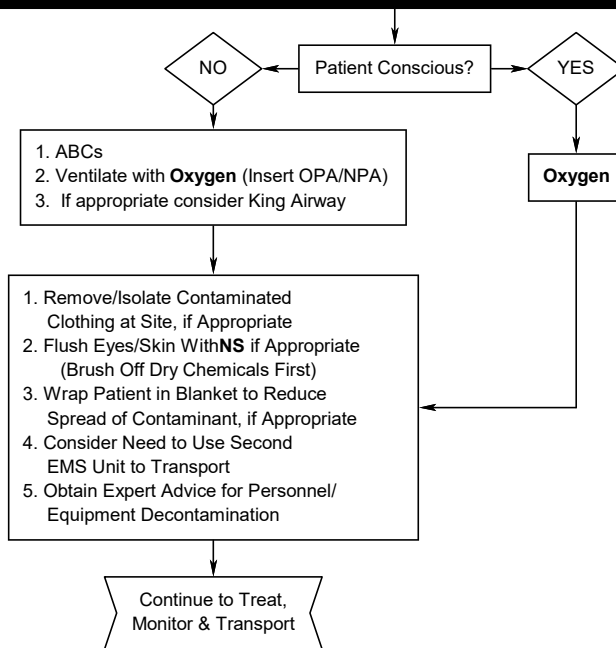 NO
Patient Conscious?
YES
1. ABCs
2. Ventilate with Oxygen (Insert OPA/NPA)
3. If appropriate consider King Airway
Oxygen
1. Remove/Isolate Contaminated
Clothing at Site, if Appropriate
2. Flush Eyes/Skin WithNS if Appropriate
(Brush Off Dry Chemicals First)
3. Wrap Patient in Blanket to Reduce
Spread of Contaminant, if Appropriate
4. Consider Need to Use Second
EMS Unit to Transport
5. Obtain Expert Advice for Personnel/
Equipment Decontamination
Continue to Treat,
Monitor & Transport